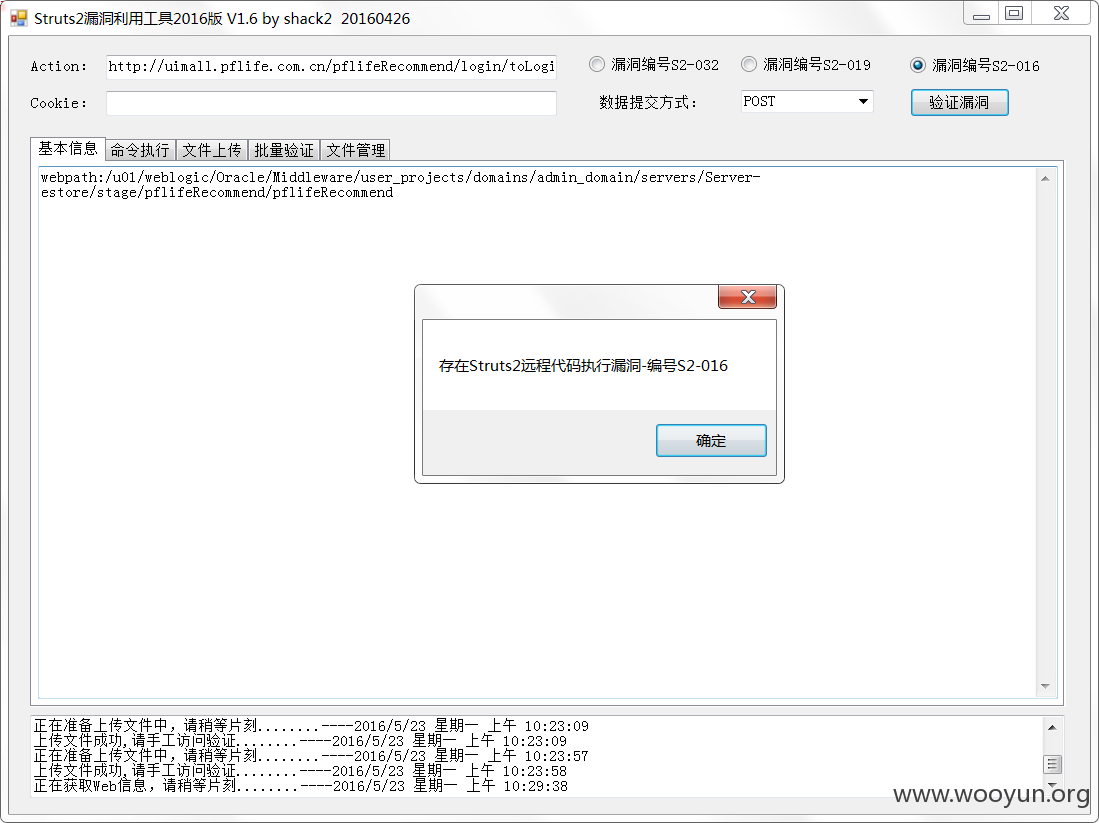 Struts2漏洞利用工具2016版 V1.6 by shack2  20160426
Action: http://uimall.pflife.com.cn/pflifeRecommend/login/toLogi 漏洞编号S2-032 漏洞编号S2-019 漏洞编号S2-016
Cookie: 数据提交方式: POST 验证漏洞
基本信息 命令执行 文件上传 批量验证 文件管理
webpath:/u01/weblogic/Oracle/Middleware/user_projects/domains/admin_domain/servers/Server-
estore/stage/pflifeRecommend/pflifeRecommend
存在Struts2远程代码执行漏洞-编号S2-016
确定
正在准备上传文件中，请稍等片刻........----2016/5/23 星期一 上午 10:23:09
上传文件成功,请手工访问验证........----2016/5/23 星期一 上午 10:23:09
正在准备上传文件中，请稍等片刻........----2016/5/23 星期一 上午 10:23:57
上传文件成功,请手工访问验证........----2016/5/23 星期一 上午 10:23:58
正在获取Web信息，请稍等片刻........----2016/5/23 星期一 上午 10:29:38
www.wooyun.org